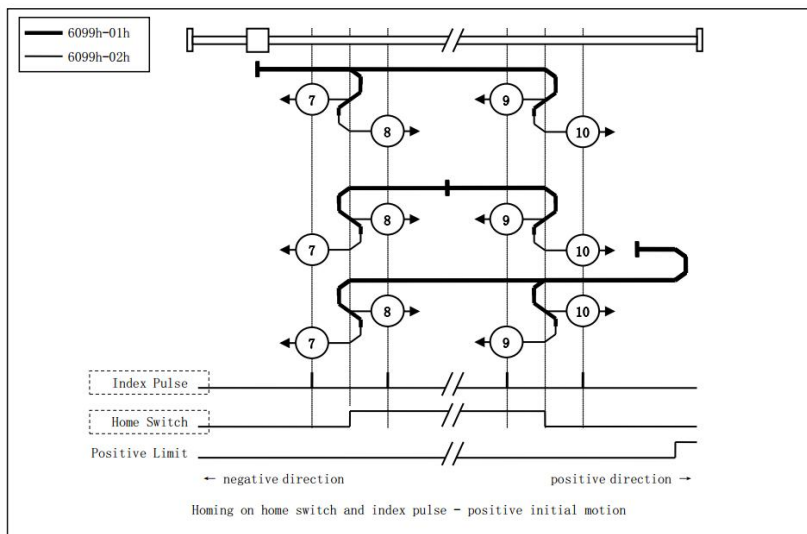 6099h-01h
6099h-02h
7
9
8
10
8
9
7
10
8
10
7
9
Index Pulse
Home Switch
Positive Limit
← negative direction
positive direction →
Homing on home switch and index pulse - positive initial motion